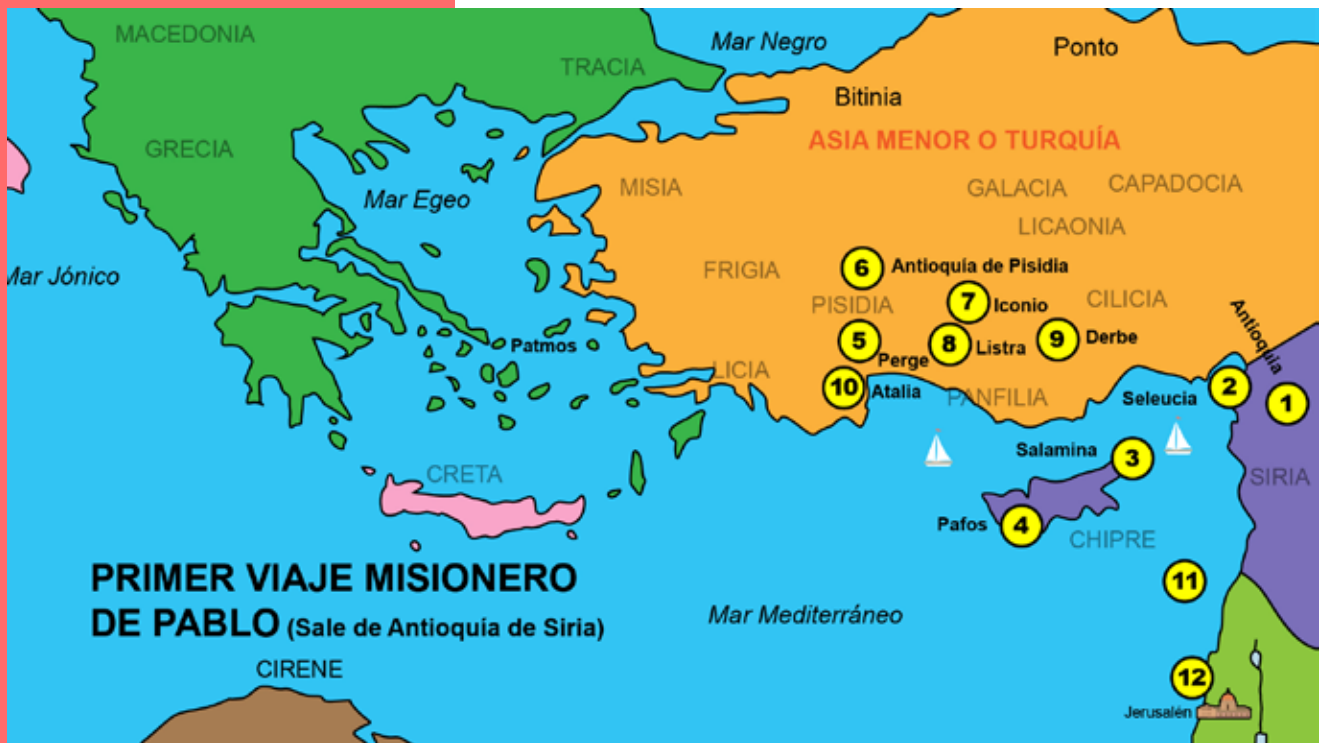 MACEDONIA
Mar Negro
Ponto
TRACIA
Bitinia
ASIA MENOR O TURQUÍA
GRECIA
MISIA
GALACIA
CAPADOCIA
Mar Egeo
LICAONIA
Mar Jónico
FRIGIA
6 Antioquía de Pisidia
PISIDIA
7 Iconio
CILICIA
Antioquía
Patmos
5 Perge
8 Listra
9 Derbe
LICIA
10 Atalia
PANFILIA
Seleucia 2
1
Salamina 3
CRETA
SIRIA
Pafos 4
CHIPRE
PRIMER VIAJE MISIONERO
DE PABLO (Sale de Antioquía de Siria)
11
Mar Mediterráneo
CIRENE
12
Jerusalén